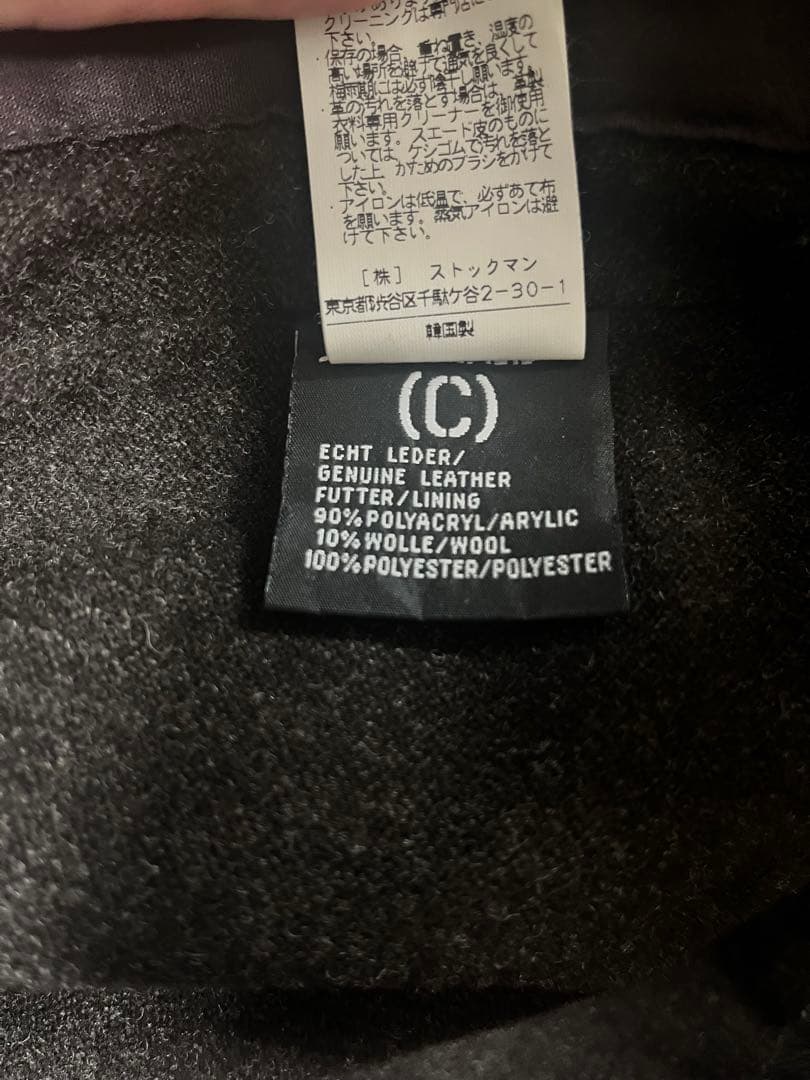 クリーニングは専門店に
下さい。
・保存の場合、重ね置き、温度の
高い場所を避けて通気を良くして
梅雨期には必ず陰干し願います。
革の汚れを落とす場合は、革製
衣料専用クリーナーを御使用
願います。スエード皮のものに
ついては、ケシゴムで汚れを落と
した上、かためのブラシをかけて
下さい。
・アイロンは低温で、必ずあて布
を願います。蒸気アイロンは避
けて下さい。
[株] ストックマン
東京都渋谷区千駄ケ谷2-30-1
韓国製
(C)
ECHT LEDER/
GENUINE LEATHER
FUTTER/LINING
90%POLYACRYL/ARYLIC
10%WOLLE/WOOL
100%POLYESTER/POLYESTER